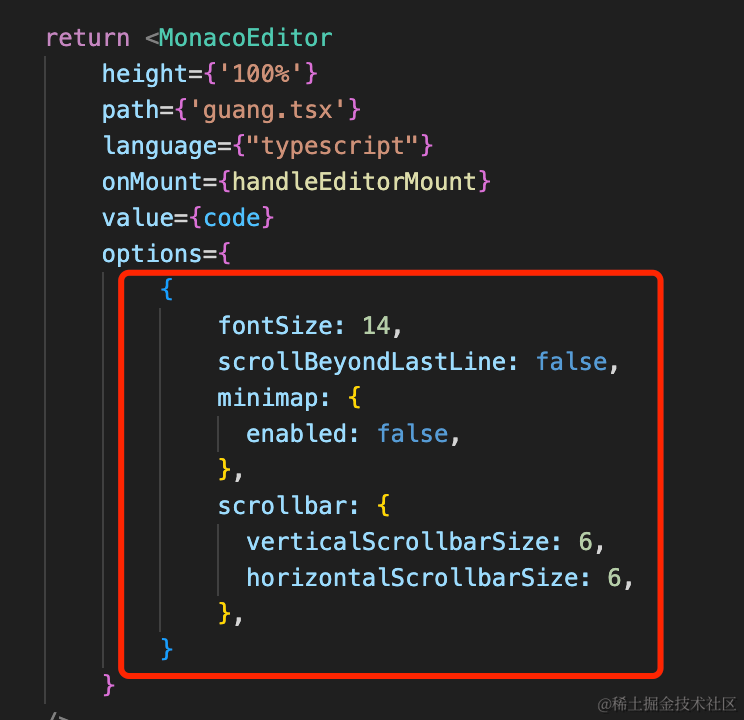 return <MonacoEditor
height={'100%'}
path={'guang.tsx'}
language={"typescript"}
onMount={handleEditorMount}
value={code}
options={
{
fontSize: 14,
scrollBeyondLastLine: false,
minimap: {
enabled: false,
},
scrollbar: {
verticalScrollbarSize: 6,
horizontalScrollbarSize: 6,
},
}
}
/>
@稀土掘金技术社区